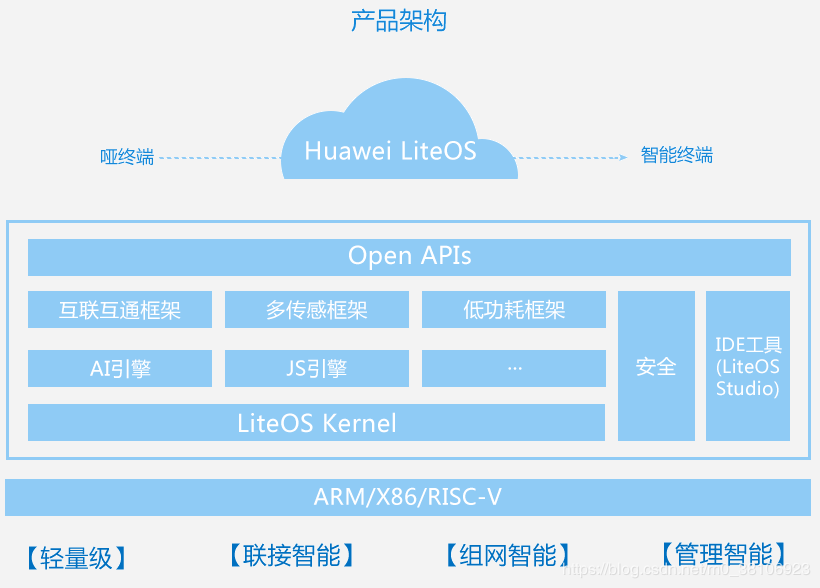 产品架构
Huawei LiteOS
哑终端
智能终端
Open APIs
互联互通框架
多传感框架
低功耗框架
AI引擎
JS引擎
...
LiteOS Kernel
安全
IDE工具
(LiteOS
Studio)
ARM/X86/RISC-V
【轻量级】
【联接智能】
【组网智能】
【管理智能】
https://blog.csdn.net/m0_38106923